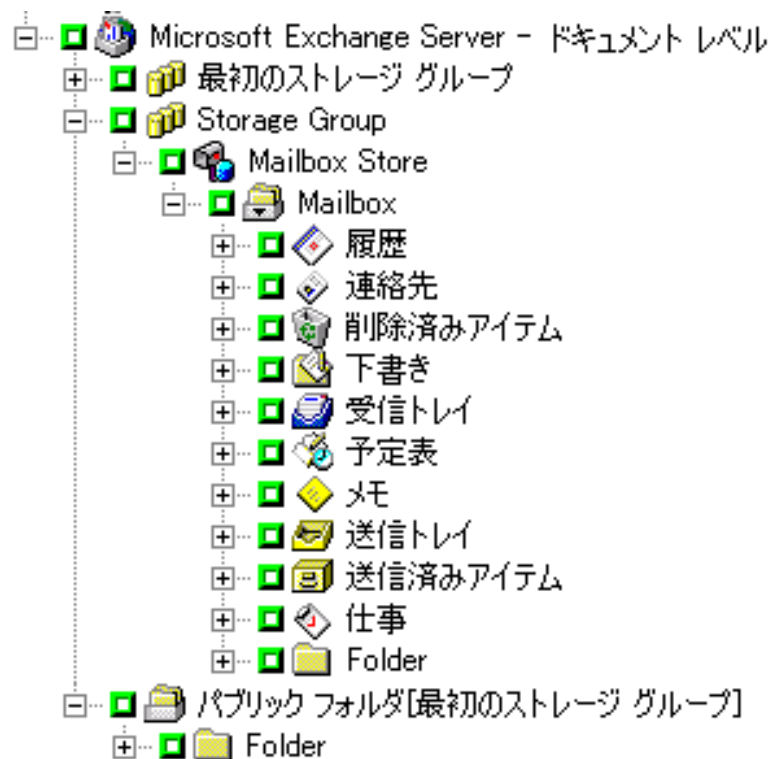 Microsoft Exchange Server - ドキュメント レベル
最初のストレージ グループ
Storage Group
Mailbox Store
Mailbox
履歴
連絡先
削除済みアイテム
下書き
受信トレイ
予定表
メモ
送信トレイ
送信済みアイテム
仕事
Folder
パブリック フォルダ[最初のストレージ グループ]
Folder